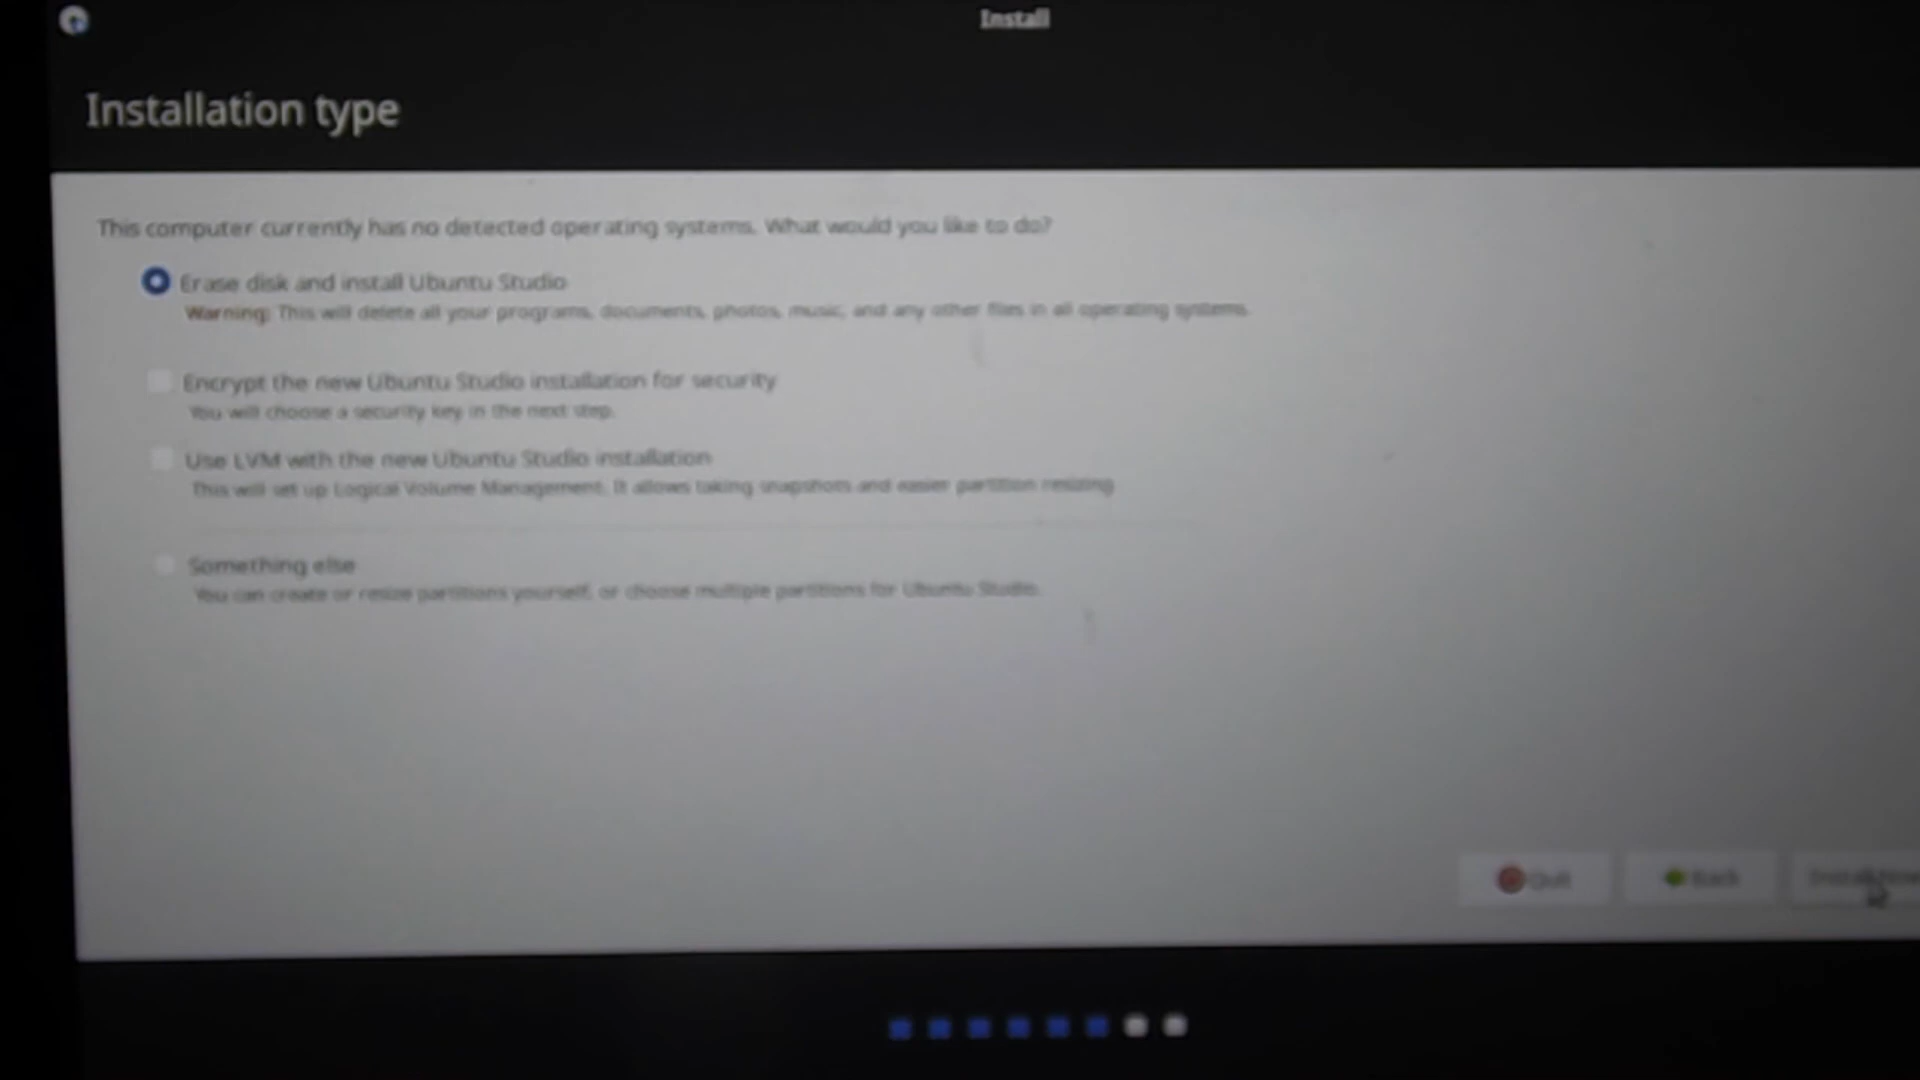 Install
Installation type
This computer currently has no detected operating systems. What would you like to do?
Erase disk and install Ubuntu Studio
Warning: This will delete all your programs, documents, photos, music, and any other files in all operating systems.
Encrypt the new Ubuntu Studio installation for security
You will choose a security key in the next step.
Use LVM with the new Ubuntu Studio installation
This will set up Logical Volume Management. It allows taking snapshots and easier partition resizing.
Something else
You can create or resize partitions yourself, or choose multiple partitions for Ubuntu Studio.
Quit
Back
Install Now